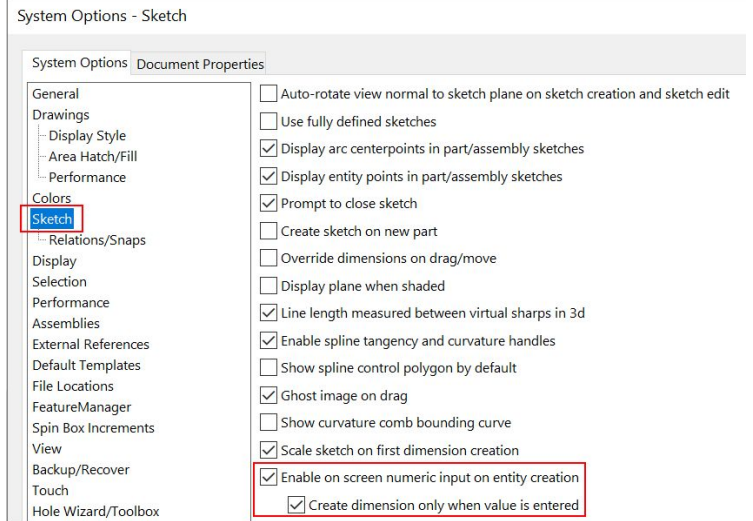 System Options - Sketch
System Options
Document Properties
General
Drawings
Display Style
Area Hatch/Fill
Performance
Colors
Sketch
Relations/Snaps
Display
Selection
Performance
Assemblies
External References
Default Templates
File Locations
FeatureManager
Spin Box Increments
View
Backup/Recover
Touch
Hole Wizard/Toolbox
Auto-rotate view normal to sketch plane on sketch creation and sketch edit
Use fully defined sketches
Display arc centerpoints in part/assembly sketches
Display entity points in part/assembly sketches
Prompt to close sketch
Create sketch on new part
Override dimensions on drag/move
Display plane when shaded
Line length measured between virtual sharps in 3d
Enable spline tangency and curvature handles
Show spline control polygon by default
Ghost image on drag
Show curvature comb bounding curve
Scale sketch on first dimension creation
Enable on screen numeric input on entity creation
Create dimension only when value is entered